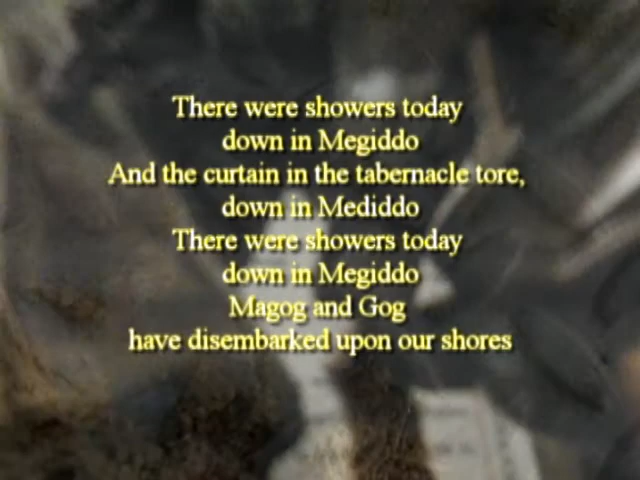 There were showers today
down in Megiddo
And the curtain in the tabernacle tore,
down in Mediddo
There were showers today
down in Megiddo
Magog and Gog
have disembarked upon our shores